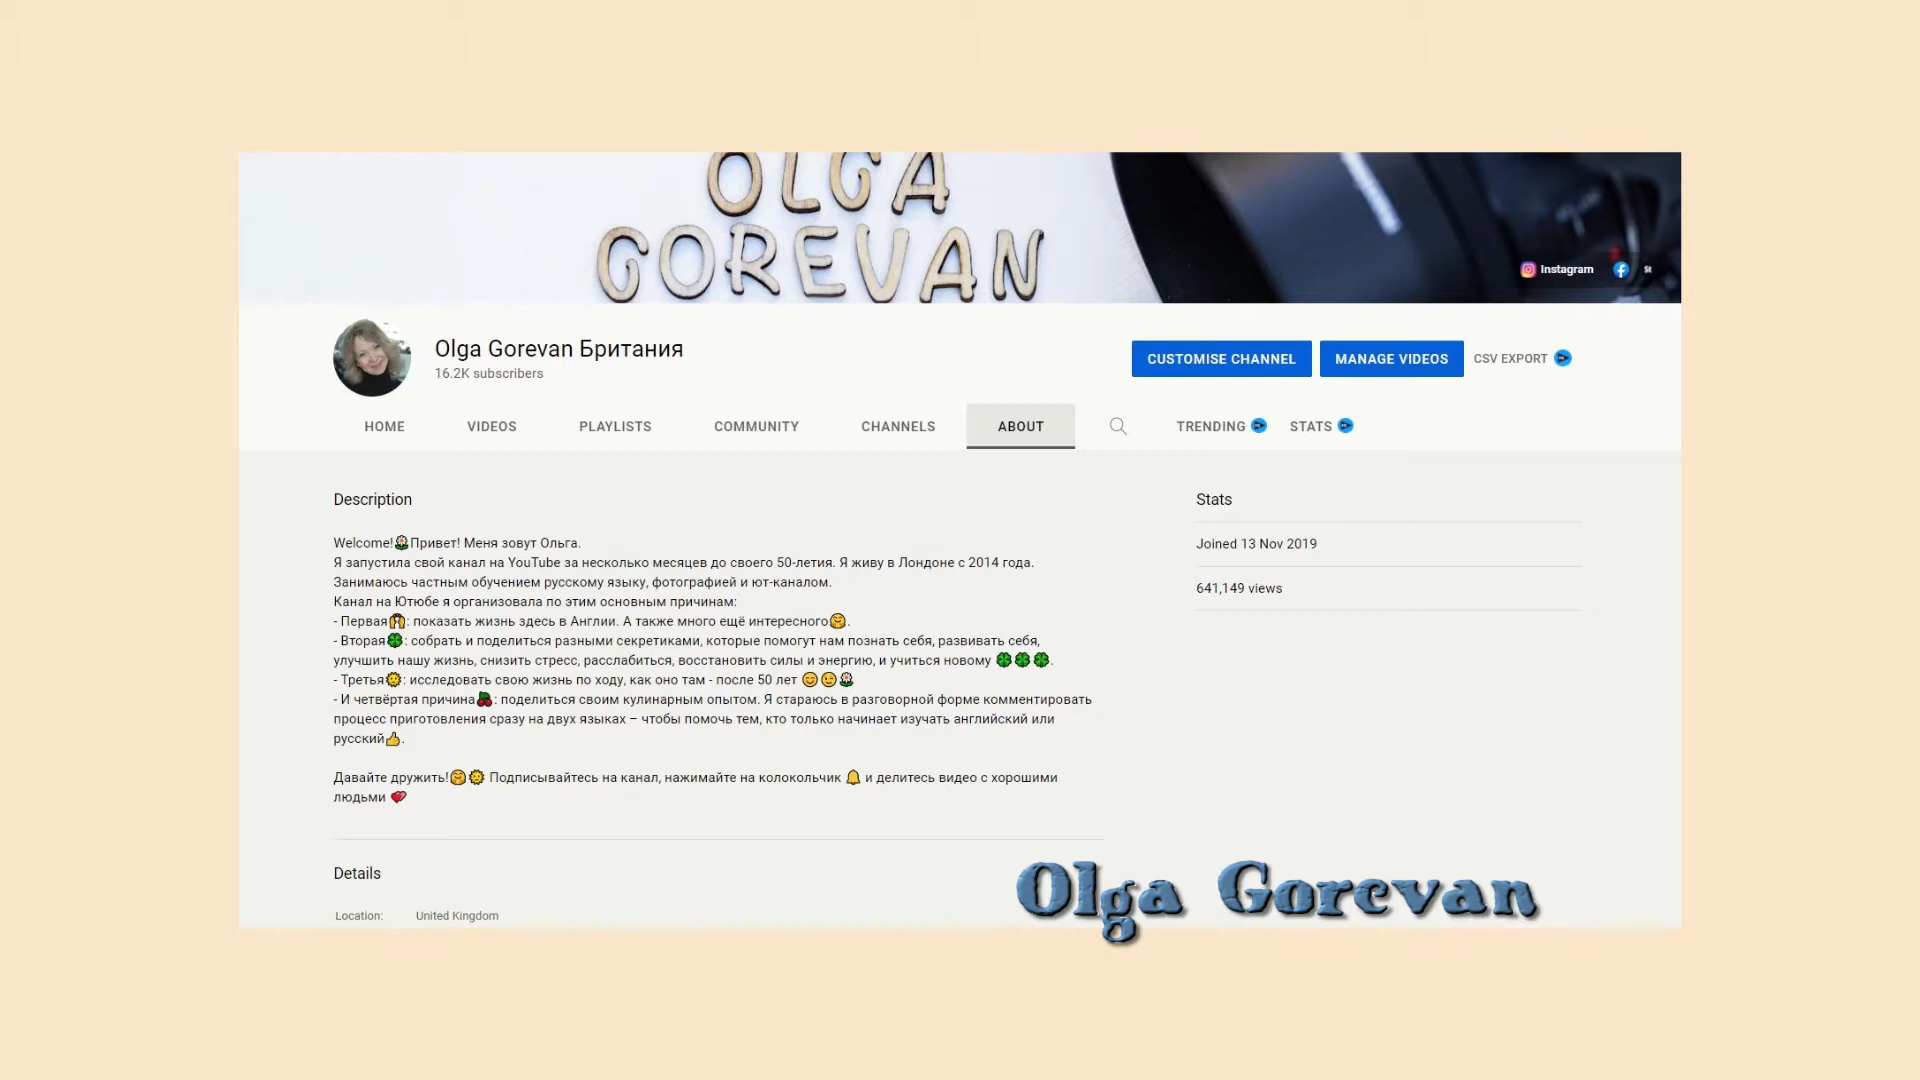 OLGA
GOREVAN
Instagram
St
Olga Gorevan Британия
16.2K subscribers
CUSTOMISE CHANNEL
MANAGE VIDEOS
CSV EXPORT
HOME VIDEOS PLAYLISTS COMMUNITY CHANNELS ABOUT TRENDING STATS
Description
Welcome!🌼Привет! Меня зовут Ольга.
Я запустила свой канал на YouTube за несколько месяцев до своего 50-летия. Я живу в Лондоне с 2014 года.
Занимаюсь частным обучением русскому языку, фотографией и ют-каналом.
Канал на Ютюбе я организовала по этим основным причинам:
- Первая🙌: показать жизнь здесь в Англии. А также много ещё интересного🤗.
- Вторая🍀: собрать и поделиться разными секретиками, которые помогут нам познать себя, развивать себя,
улучшить нашу жизнь, снизить стресс, расслабиться, восстановить силы и энергию, и учиться новому 🍀🍀🍀.
- Третья🌞: исследовать свою жизнь по ходу, как оно там - после 50 лет 😊😉🌼
- И четвёртая причина🍒: поделиться своим кулинарным опытом. Я стараюсь в разговорной форме комментировать
процесс приготовления сразу на двух языках – чтобы помочь тем, кто только начинает изучать английский или
русский👍.
Давайте дружить!🤗🌞 Подписывайтесь на канал, нажимайте на колокольчик 🔔 и делитесь видео с хорошими
людьми 💕
Stats
Joined 13 Nov 2019
641,149 views
Details
Location: United Kingdom
Olga Gorevan